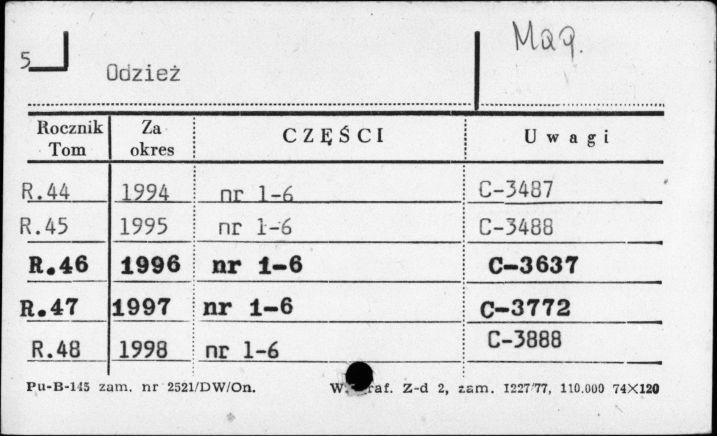 Mag.
5
Odzież
Rocznik Tom Za okres CZĘŚCI Uwagi
R.44 1994 nr 1-6 C-3487
R.45 1995 nr 1-6 C-3488
R.46 1996 nr 1-6 C-3637
R.47 1997 nr 1-6 C-3772
R.48 1998 nr 1-6 C-3888
Pu-B-145 zam. nr 2521/DW/On. Z-d 2, zam. 1227/77, 110.000 74×120